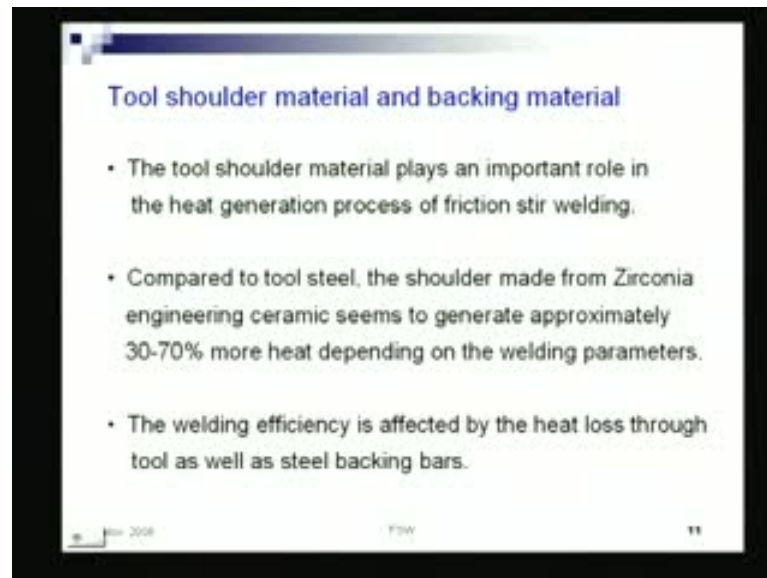 Tool shoulder material and backing material
• The tool shoulder material plays an important role in
the heat generation process of friction stir welding.
• Compared to tool steel, the shoulder made from Zirconia
engineering ceramic seems to generate approximately
30-70% more heat depending on the welding parameters.
• The welding efficiency is affected by the heat loss through
tool as well as steel backing bars.
11